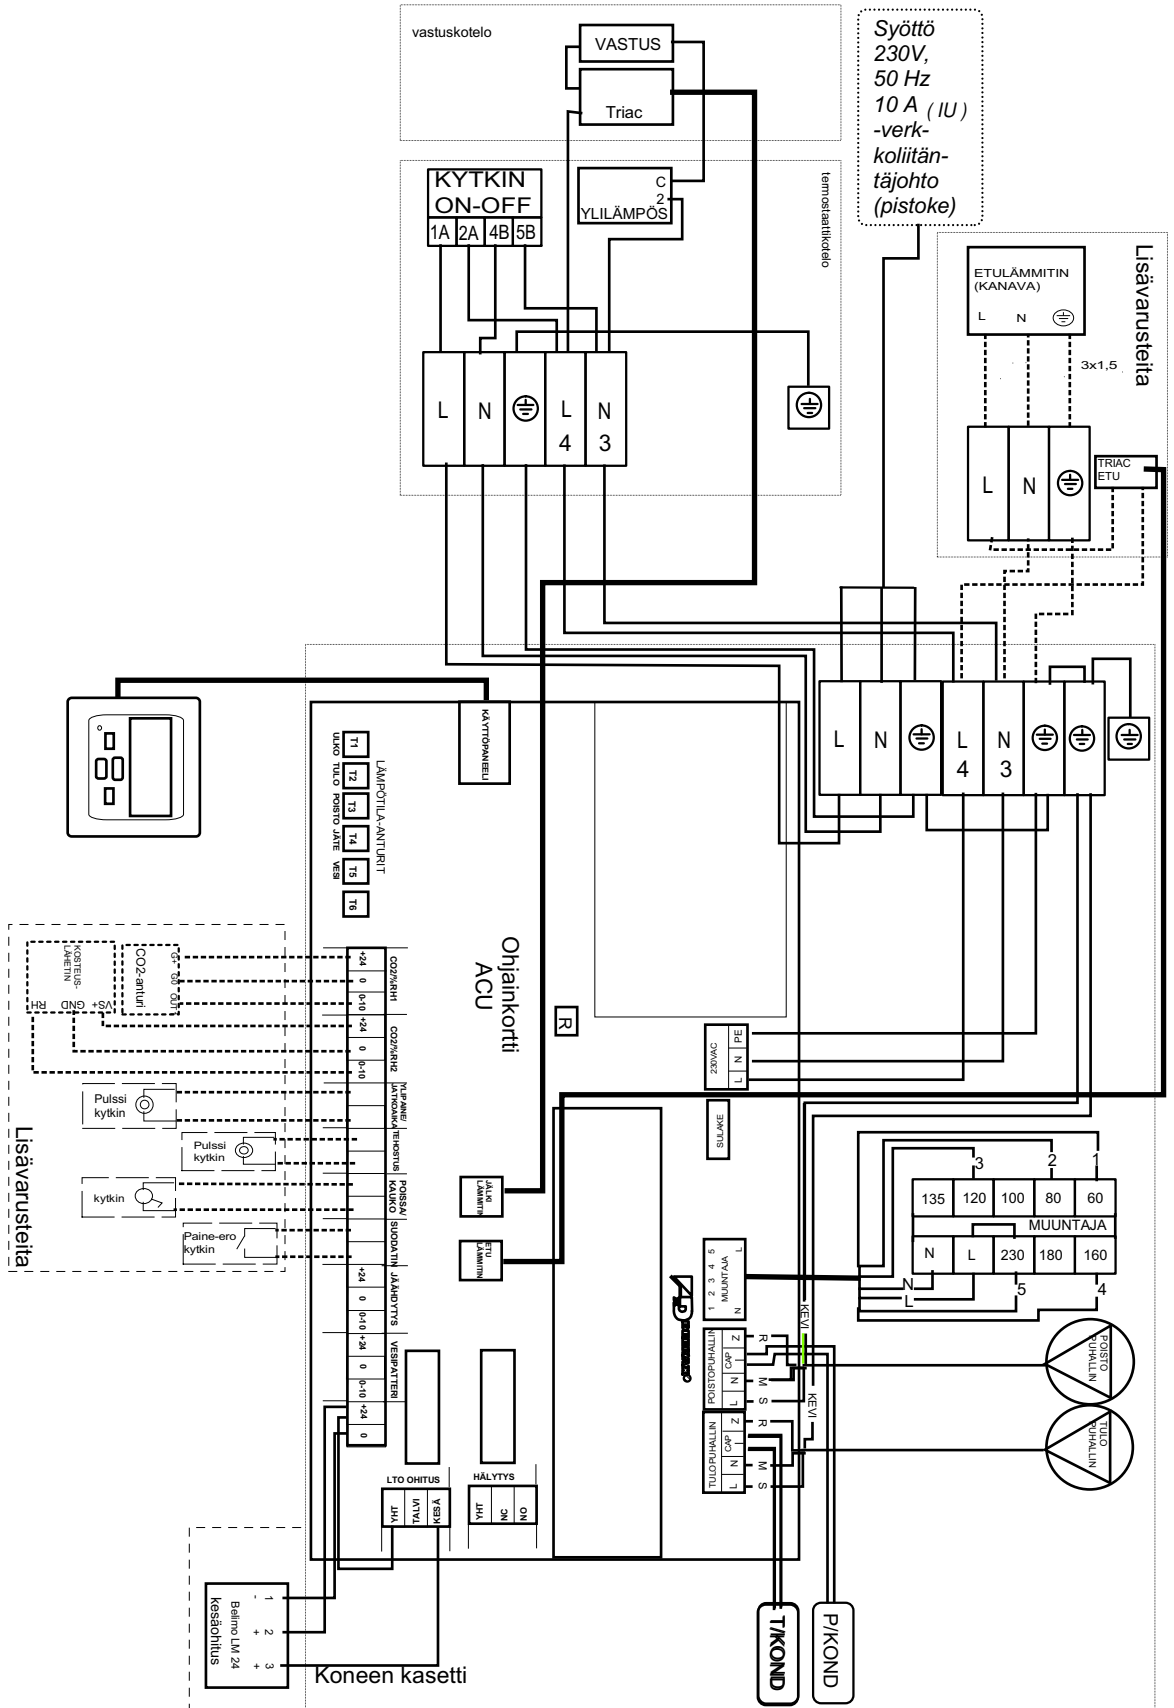 vastuskotelo
VASTUS
Triac
Syöttö
230V,
50 Hz
10 A ( IU )
-verk-
koliitän-
täjohto
(pistoke)
KYTKIN
ON-OFF
1A 2A 4B 5B
C
2
YLILÄMPÖS
termostaattikotelo
Lisävarusteita
ETULÄMMITIN
(KANAVA)
L N
3x1,5
L N
TRIAC
ETU
L N L N
4 3
L N L N
4 3
KÄYTTÖPANEELI
LÄMPÖTILA-ANTURIT
T1 T2 T3 T4 T5 T6
ULKO TULO POISTO JÄTE VESI
Ohjainkortti
ACU
R
230VAC
PE
N
L
SULAKE
KOSTEUS-
LÄHETIN
RH GND VS+
CO2-anturi
G+ G0 OUT
+24 0 0-10
CO2/%RH1
+24 0 0-10
CO2/%RH2
YLIPAINE/
JATKOAIKA
TEHOSTUS
POISSA/
KAUKO
SUODATIN
JÄÄHDYTYS
+24 0 0-10
VESIPATTERI
+24 0 0-10
+24 0
Pulssi
kytkin
Pulssi
kytkin
kytkin
Paine-ero
kytkin
Lisävarusteita
JÄLKI
LÄMMITIN
ETU
LÄMMITIN
3 2 1
135 120 100 80 60
MUUNTAJA
N L 230 180 160
N
L
5 4
MUUNTAJA
1 2 3 4 5
N L
KEVI
KEVI
POISTOPUHALLIN
L N CAP Z
S M R
TULOPUHALLIN
L N CAP Z
S M R
POISTO
PUHALLIN
TULO
PUHALLIN
LTO OHITUS
YHT TALVI KESÄ
HÄLYTYS
YHT NC NO
1 2 3
- + +
Belimo LM 24
kesäohitus
Koneen kasetti
T/KOND
P/KOND